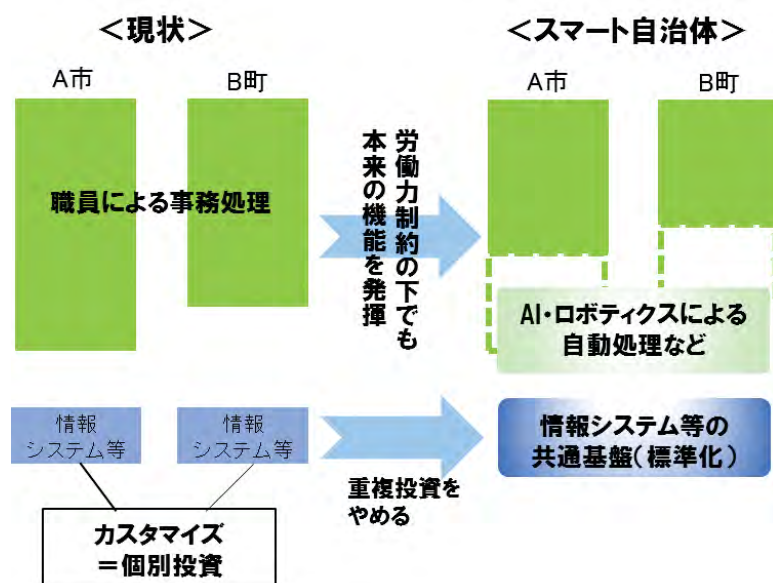 ＜現状＞
A市
B町
職員による事務処理
情報
システム等
情報
システム等
カスタマイズ
＝個別投資
労働力制約の下でも
本来の機能を発揮
重複投資を
やめる
＜スマート自治体＞
A市
B町
AI・ロボティクスによる
自動処理など
情報システム等の
共通基盤（標準化）